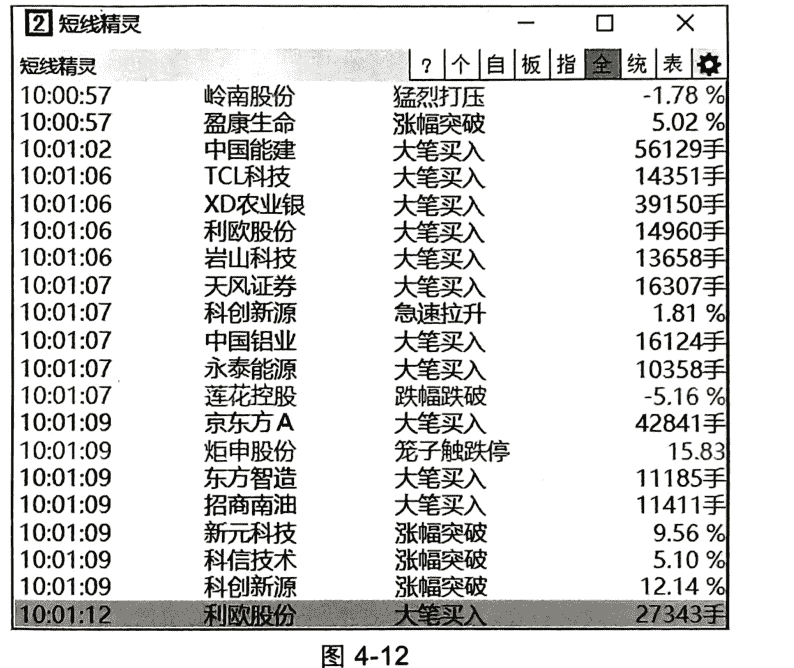 2 短线精灵
短线精灵 ? 个 自 板 指 全 统 表
10:00:57 岭南股份 猛烈打压 -1.78 %
10:00:57 盈康生命 涨幅突破 5.02 %
10:01:02 中国能建 大笔买入 56129手
10:01:06 TCL科技 大笔买入 14351手
10:01:06 XD农业银 大笔买入 39150手
10:01:06 利欧股份 大笔买入 14960手
10:01:06 岩山科技 大笔买入 13658手
10:01:07 天风证券 大笔买入 16307手
10:01:07 科创新源 急速拉升 1.81 %
10:01:07 中国铝业 大笔买入 16124手
10:01:07 永泰能源 大笔买入 10358手
10:01:07 莲花控股 跌幅跌破 -5.16 %
10:01:09 京东方A 大笔买入 42841手
10:01:09 炬申股份 笼子触跌停 15.83
10:01:09 东方智造 大笔买入 11185手
10:01:09 招商南油 大笔买入 11411手
10:01:09 新元科技 涨幅突破 9.56 %
10:01:09 科信技术 涨幅突破 5.10 %
10:01:09 科创新源 涨幅突破 12.14 %
10:01:12 利欧股份 大笔买入 27343手
图 4-12